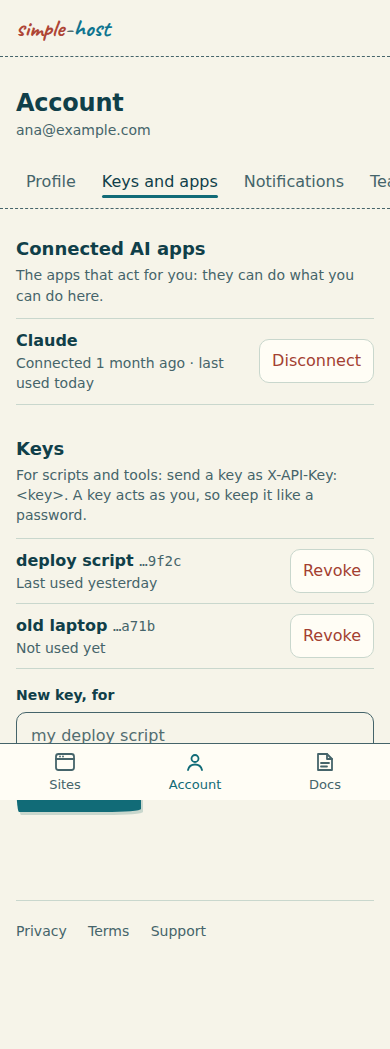 simple-host
Account
ana@example.com
Profile Keys and apps Notifications Tea
Connected AI apps
The apps that act for you: they can do what you
can do here.
Claude
Connected 1 month ago · last
used today
Disconnect
Keys
For scripts and tools: send a key as X-API-Key:
<key>. A key acts as you, so keep it like a
password.
deploy script …9f2c
Last used yesterday
Revoke
old laptop …a71b
Not used yet
Revoke
New key, for
my deploy script
Sites Account Docs
Privacy Terms Support